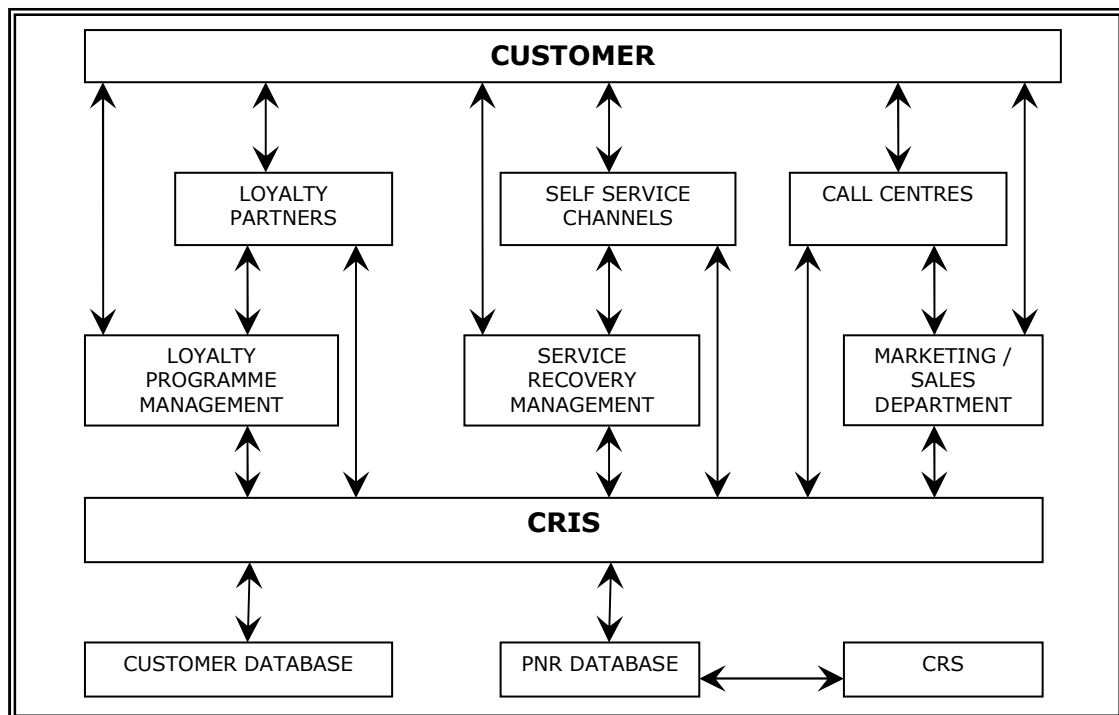 CUSTOMER
LOYALTY
PARTNERS
SELF SERVICE
CHANNELS
CALL CENTRES
LOYALTY
PROGRAMME
MANAGEMENT
SERVICE
RECOVERY
MANAGEMENT
MARKETING /
SALES
DEPARTMENT
CRIS
CUSTOMER DATABASE
PNR DATABASE
CRS